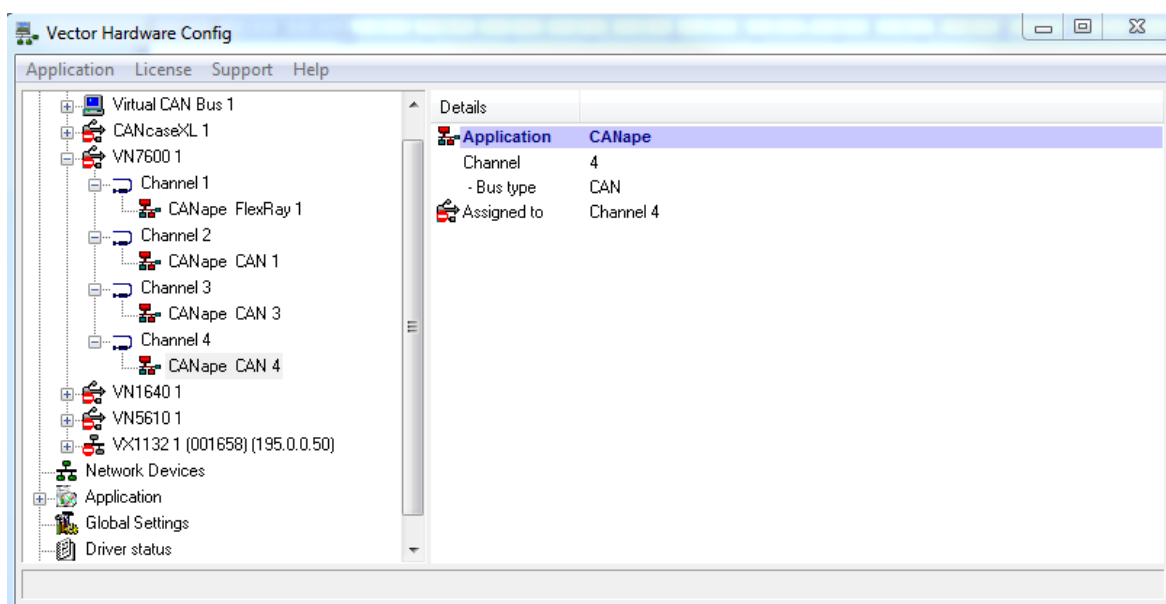 Vector Hardware Config
Application License Support Help
Virtual CAN Bus 1
CANcaseXL 1
VN7600 1
Channel 1
CANape FlexRay 1
Channel 2
CANape CAN 1
Channel 3
CANape CAN 3
Channel 4
CANape CAN 4
VN1640 1
VN5610 1
VX1132 1 (001658) (195.0.0.50)
Network Devices
Application
Global Settings
Driver status
Details
Application CANape
Channel 4
- Bus type CAN
Assigned to Channel 4